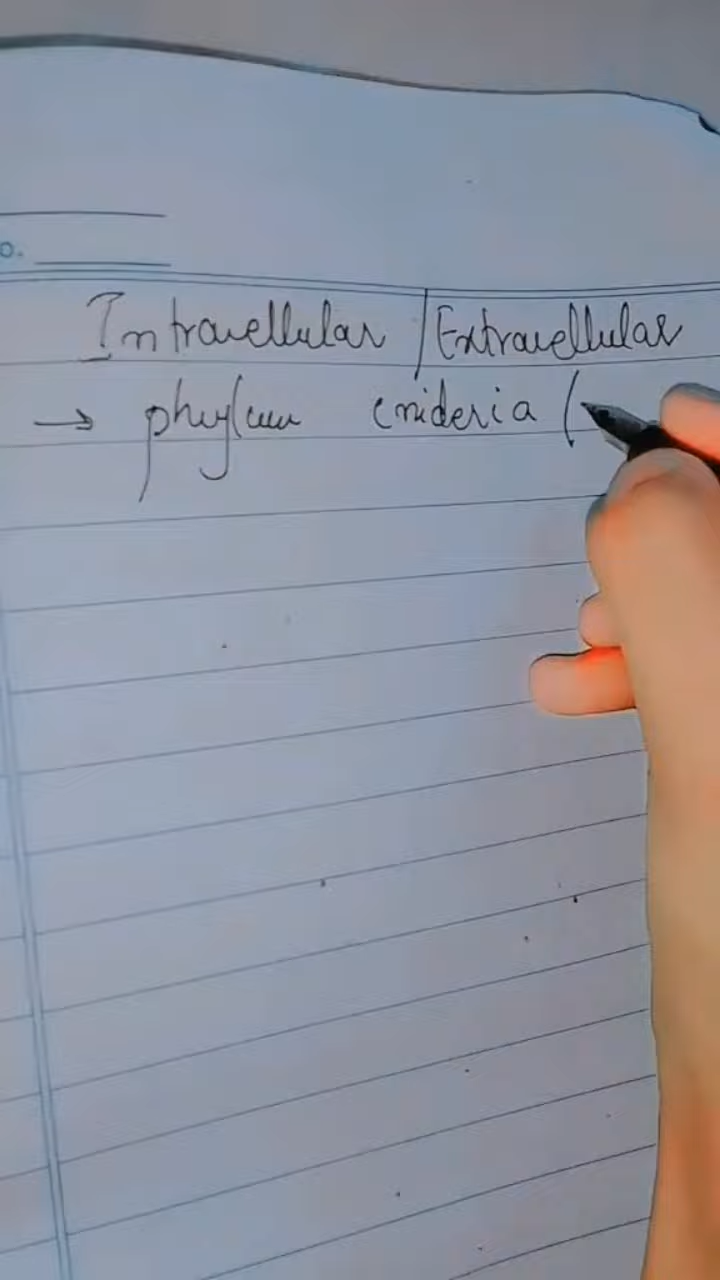 o.
Intracellular / Extracellular
→ phylum cnideria (